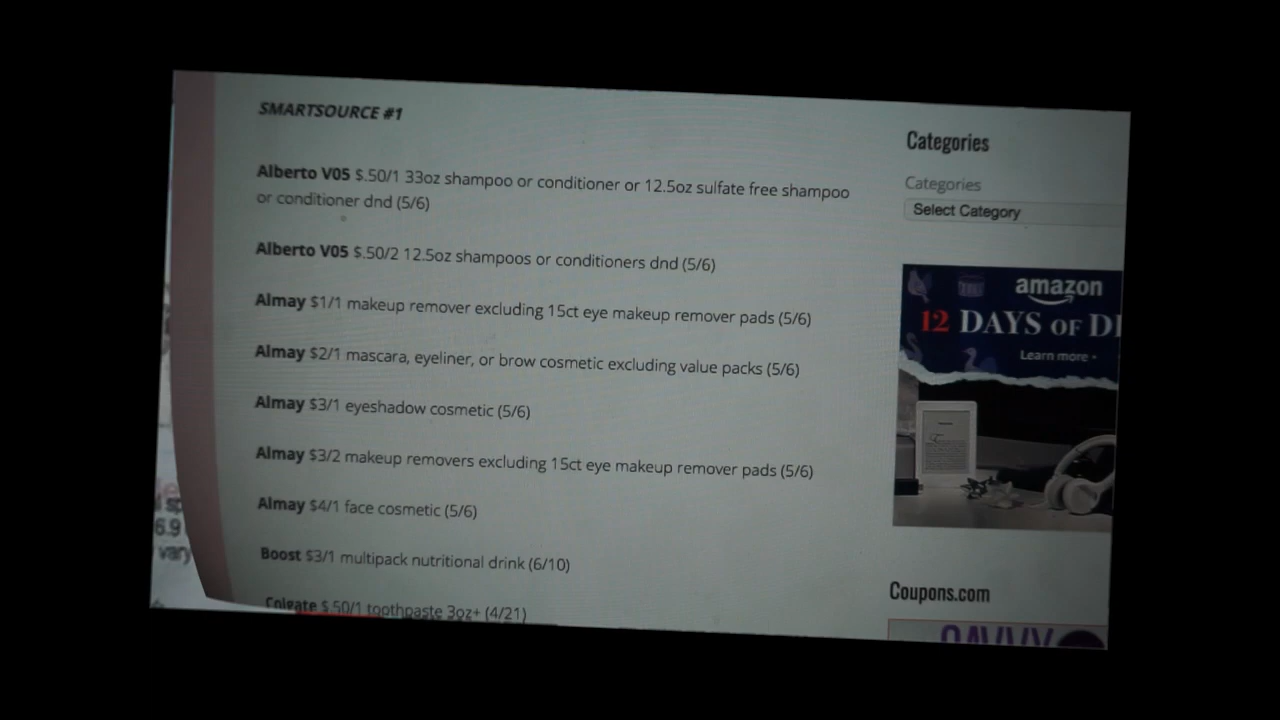 SMARTSOURCE #1
Alberto V05 $.50/1 33oz shampoo or conditioner or 12.5oz sulfate free shampoo
or conditioner dnd (5/6)
Alberto V05 $.50/2 12.5oz shampoos or conditioners dnd (5/6)
Almay $1/1 makeup remover excluding 15ct eye makeup remover pads (5/6)
Almay $2/1 mascara, eyeliner, or brow cosmetic excluding value packs (5/6)
Almay $3/1 eyeshadow cosmetic (5/6)
Almay $3/2 makeup removers excluding 15ct eye makeup remover pads (5/6)
Almay $4/1 face cosmetic (5/6)
Boost $3/1 multipack nutritional drink (6/10)
Colgate $.50/1 toothpaste 3oz+ (4/21)
Categories
Categories
Select Category
amazon
12 DAYS OF
Learn more
Coupons.com
6.9
vary